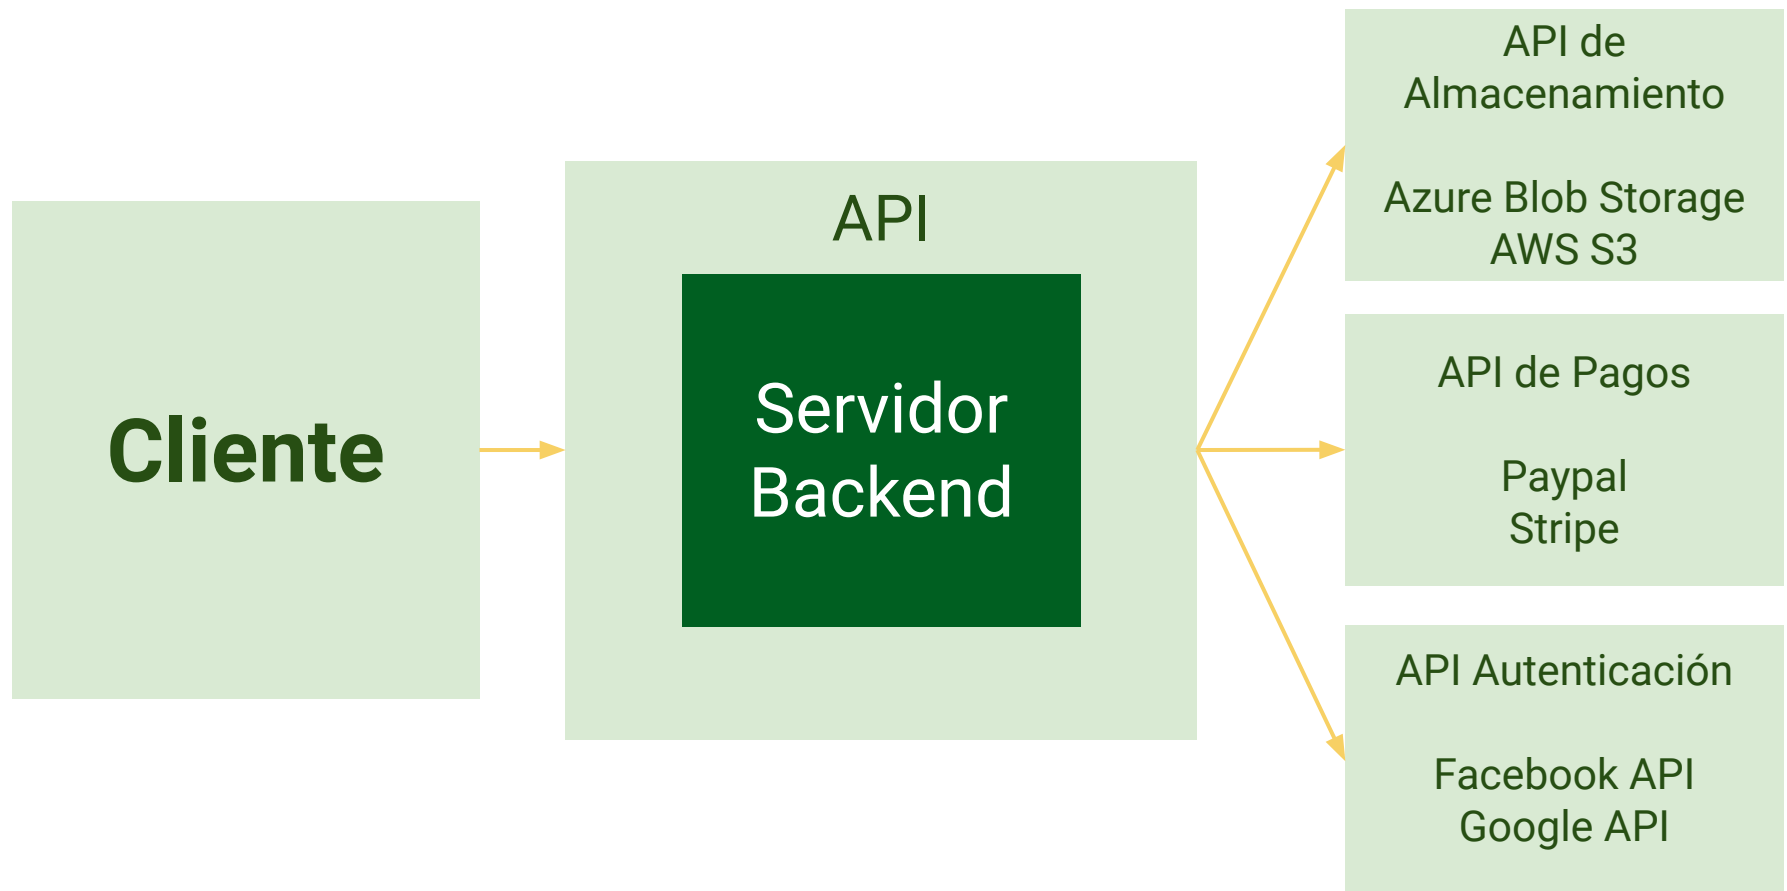 Cliente
API
Servidor
Backend
API de
Almacenamiento
Azure Blob Storage
AWS S3
API de Pagos
Paypal
Stripe
API Autenticación
Facebook API
Google API